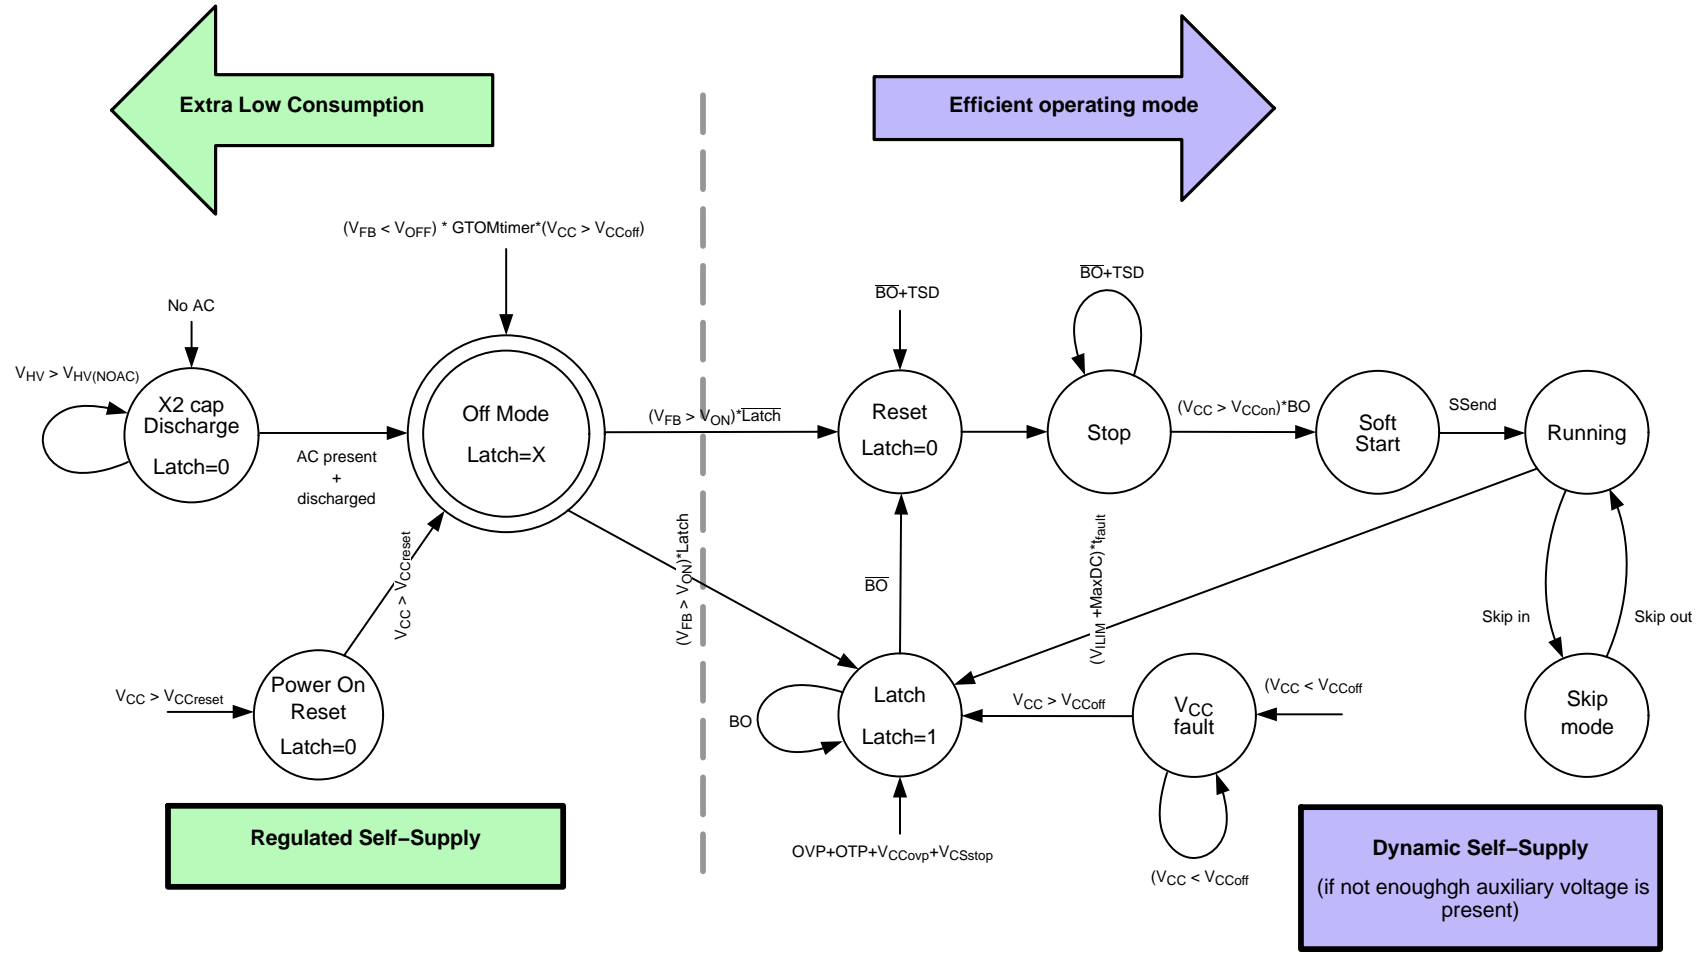 Extra Low Consumption
Efficient operating mode
(VFB < VOFF) * GTOMtimer*(VCC > VCCoff)
No AC
VHV > VHV(NOAC)
X2 cap
Discharge
Latch=0
AC present
+
discharged
Off Mode
Latch=X
(VFB > VON)*L̅a̅t̅c̅h̅
B̅O̅+TSD
Reset
Latch=0
B̅O̅+TSD
Stop
(VCC > VCCon)*BO
Soft
Start
SSend
Running
VCC > VCCreset
(VFB > VON)*Latch
B̅O̅
(VILIM +MaxDC)*tfault
Skip in
Skip out
VCC > VCCreset
Power On
Reset
Latch=0
BO
Latch
Latch=1
VCC > VCCoff
VCC
fault
(VCC < VCCoff
Skip
mode
OVP+OTP+VCCovp+VCSstop
(VCC < VCCoff
Regulated Self−Supply
Dynamic Self−Supply
(if not enoughgh auxiliary voltage is
present)